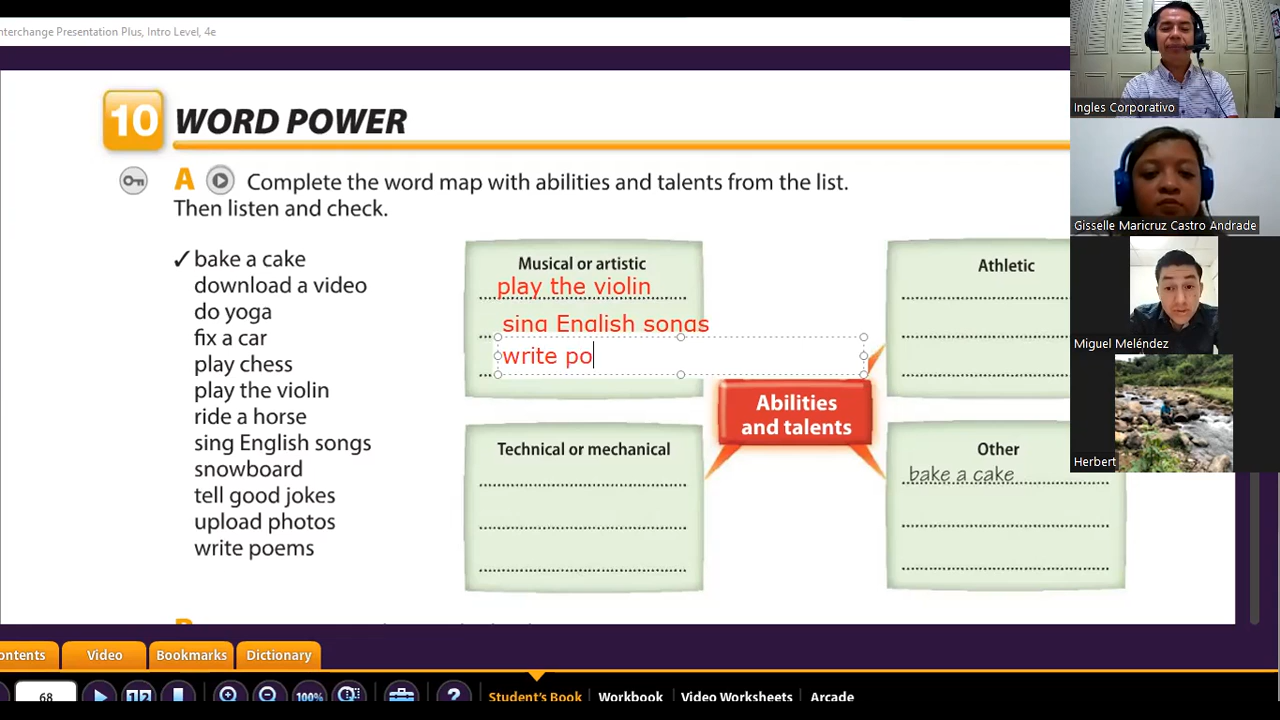 nterchange Presentation Plus, Intro Level, 4e
10 WORD POWER
A Complete the word map with abilities and talents from the list.
Then listen and check.
✓ bake a cake
download a video
do yoga
fix a car
play chess
play the violin
ride a horse
sing English songs
snowboard
tell good jokes
upload photos
write poems
Musical or artistic
play the violin
sing English songs
write po
Athletic
Abilities
and talents
Technical or mechanical
Other
bake a cake
Ingles Corporativo
Gisselle Maricruz Castro Andrade
Miguel Meléndez
Herbert
ontents
Video
Bookmarks
Dictionary
68
1 2
100%
?
Student's Book
Workbook
Video Worksheets
Arcade